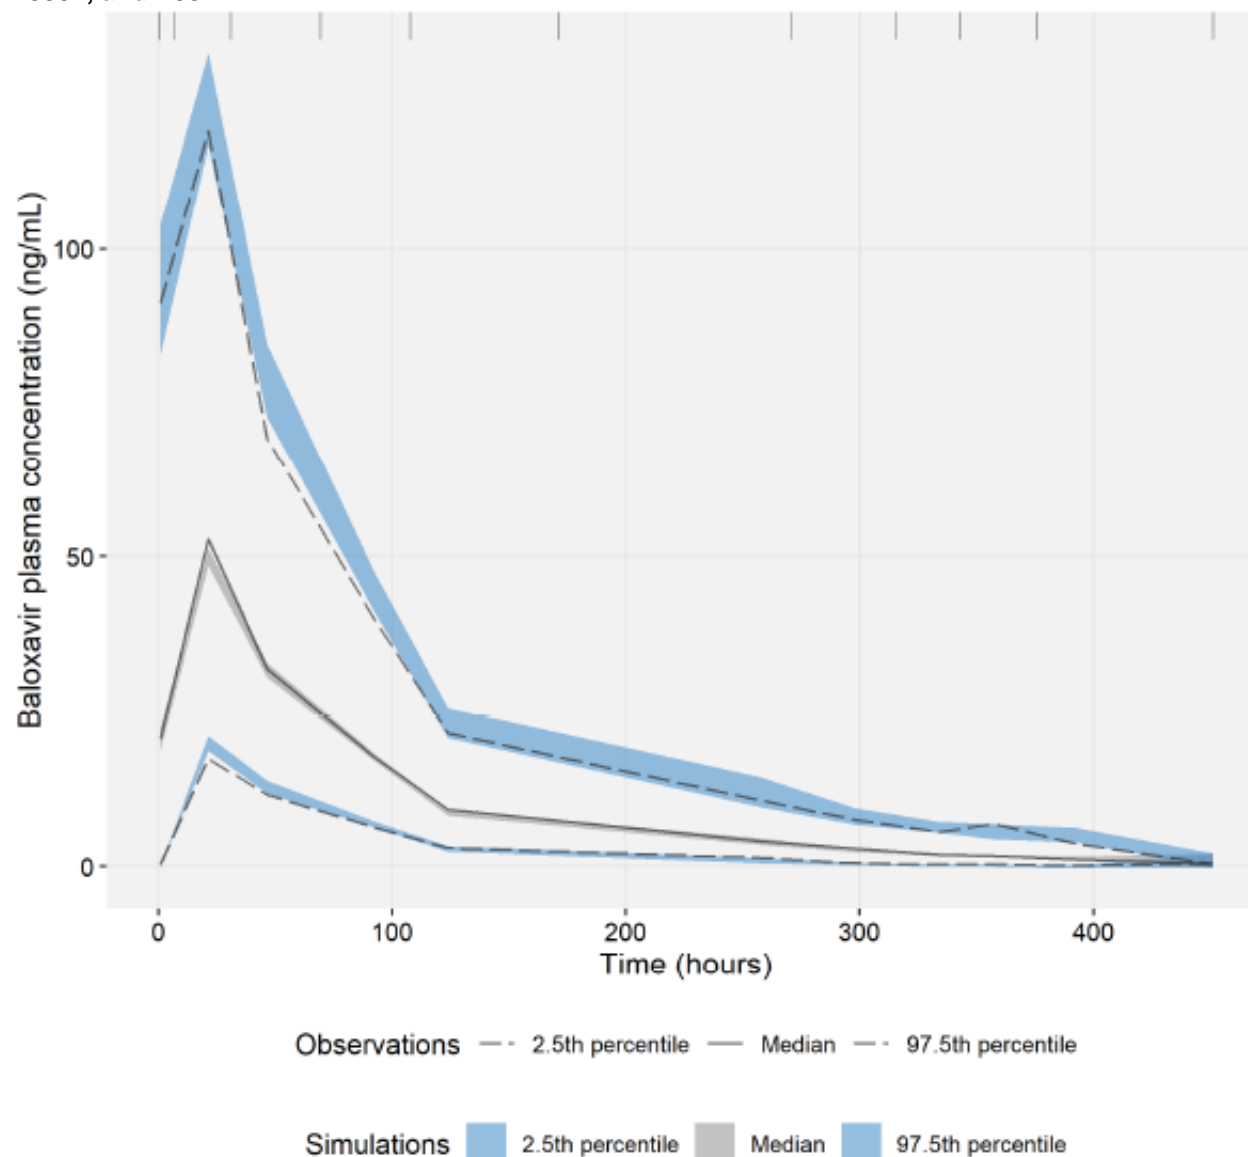 Baloxavir plasma concentration (ng/mL)
100
50
0
0 100 200 300 400
Time (hours)
Observations 2.5th percentile Median 97.5th percentile
Simulations 2.5th percentile Median 97.5th percentile